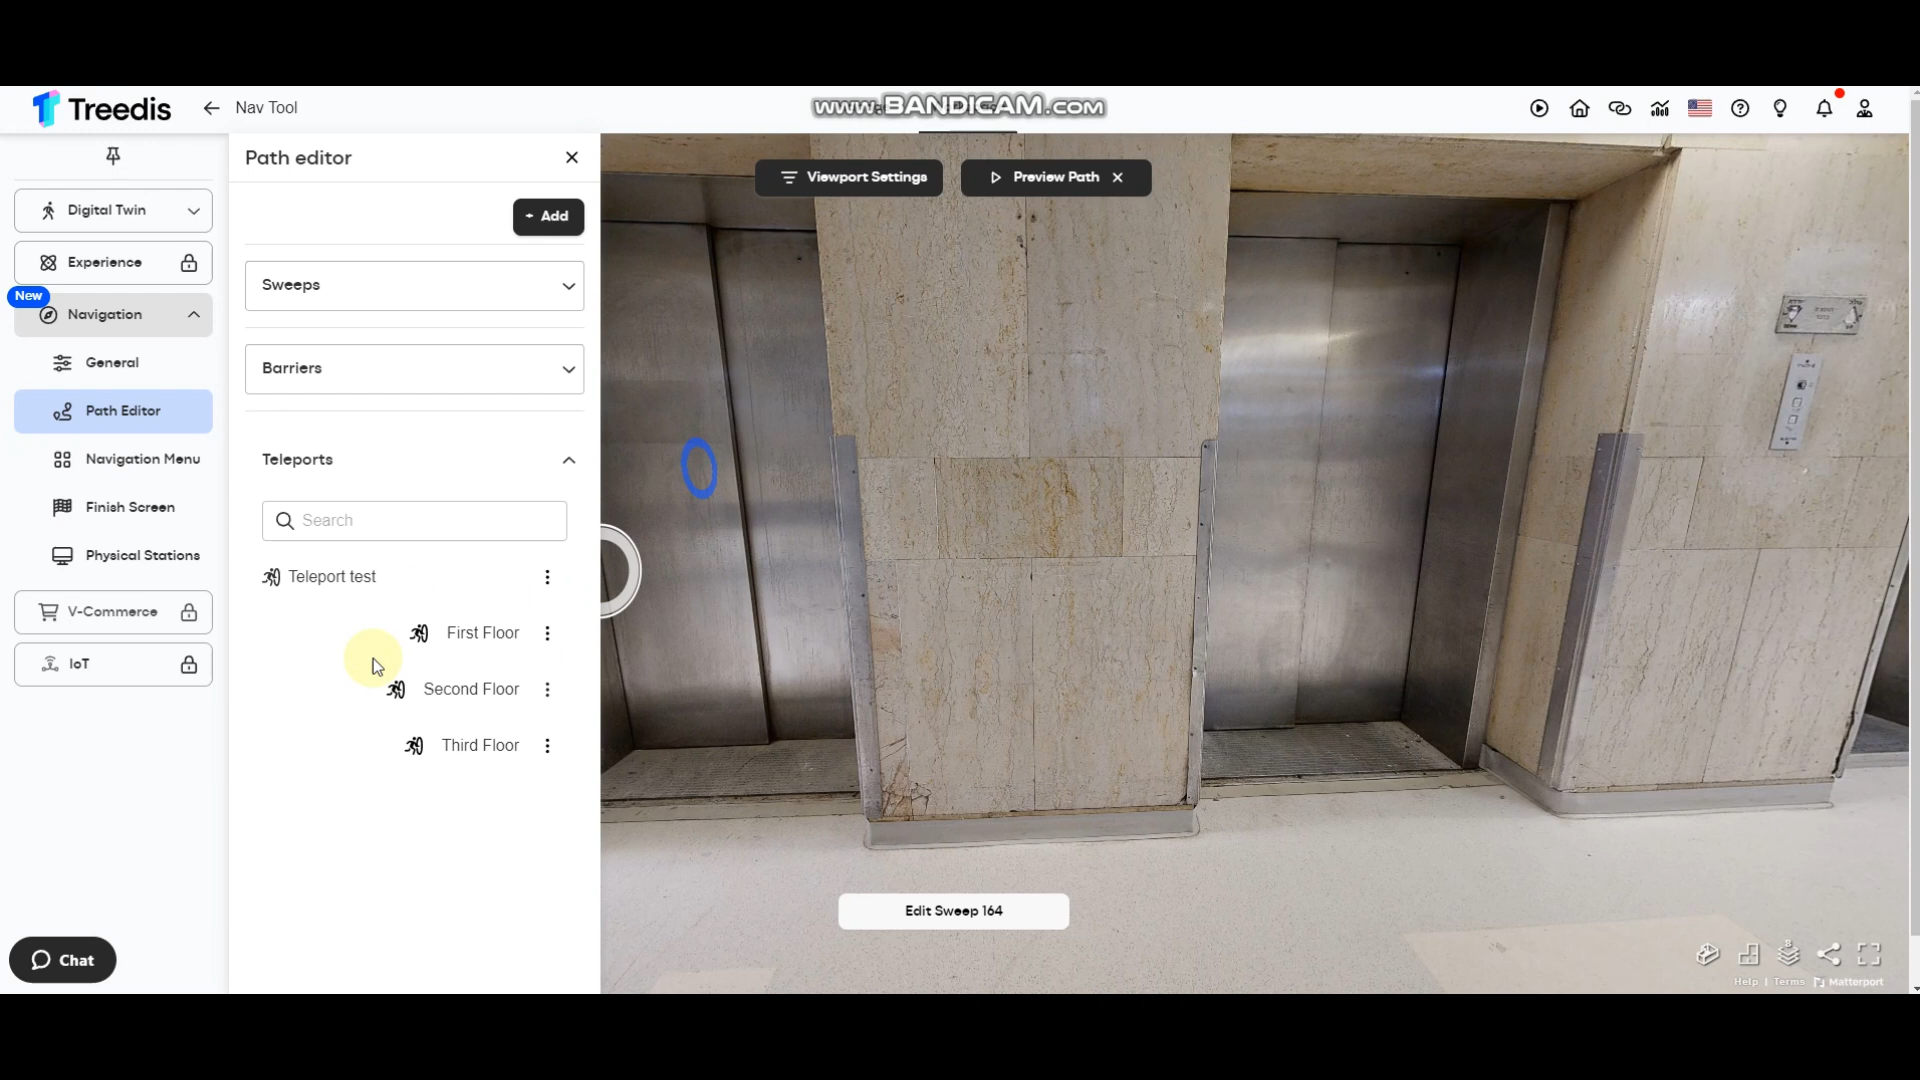 Treedis
Nav Tool
www.BANDICAM.com
Path editor
Viewport Settings
Preview Path
Digital Twin
+ Add
Experience
Sweeps
New
Navigation
General
Barriers
Path Editor
Navigation Menu
Teleports
Finish Screen
Search
Physical Stations
Teleport test
V-Commerce
First Floor
IoT
Second Floor
Third Floor
Edit Sweep 164
Chat
Help | Terms
Matterport